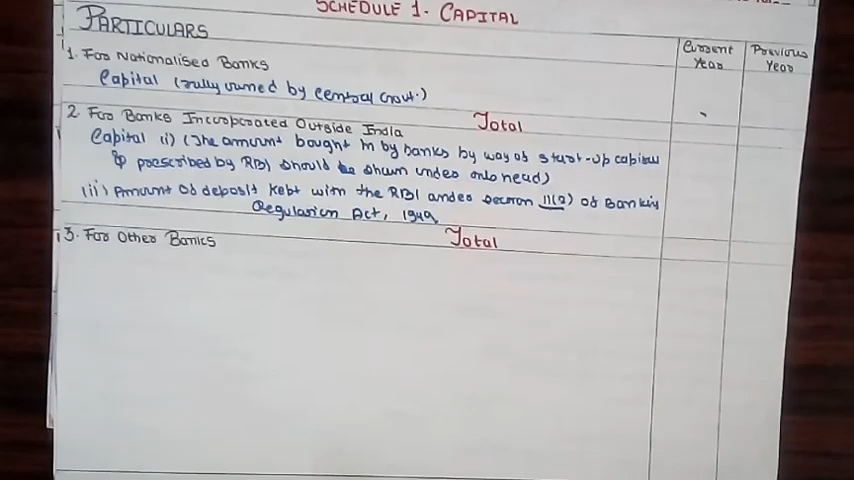 SCHEDULE 1. CAPITAL
PARTICULARS
Current Year
Previous Year
1. For Nationalised Banks
Capital (Fully owned by Central Govt.)
2. For Banks Incorporated Outside India
Total
Capital (i) (The amount bought in by banks by way of start-up capital
as prescribed by RBI should be shown under this head)
(ii) Amount of deposit kept with the RBI under section 11(2) of Banking
Regulation Act, 1949
Total
3. For Other Banks